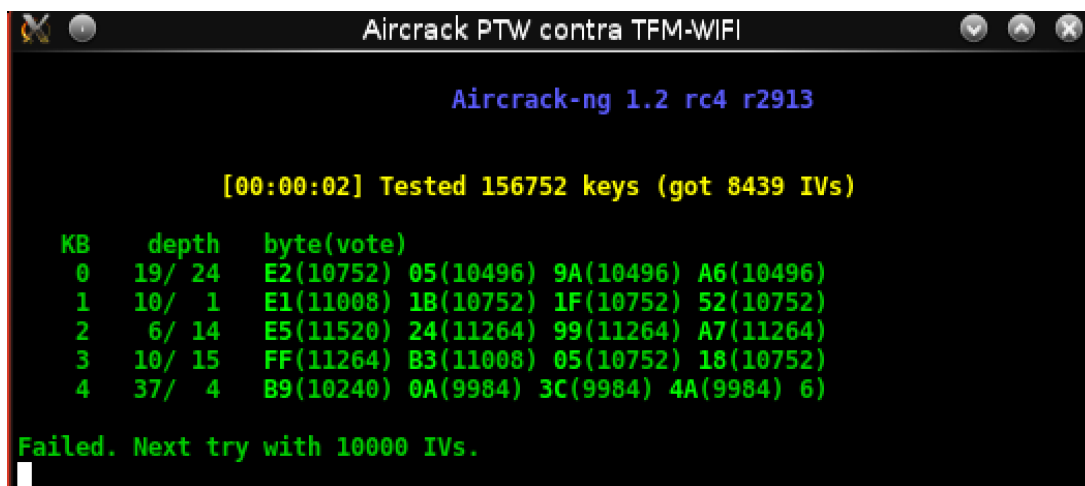 Aircrack PTW contra TFM-WIFI
Aircrack-ng 1.2 rc4 r2913
[00:00:02] Tested 156752 keys (got 8439 IVs)
KB depth byte(vote)
0 19/ 24 E2(10752) 05(10496) 9A(10496) A6(10496)
1 10/ 1 E1(11008) 1B(10752) 1F(10752) 52(10752)
2 6/ 14 E5(11520) 24(11264) 99(11264) A7(11264)
3 10/ 15 FF(11264) B3(11008) 05(10752) 18(10752)
4 37/ 4 B9(10240) 0A(9984) 3C(9984) 4A(9984) 6)
Failed. Next try with 10000 IVs.